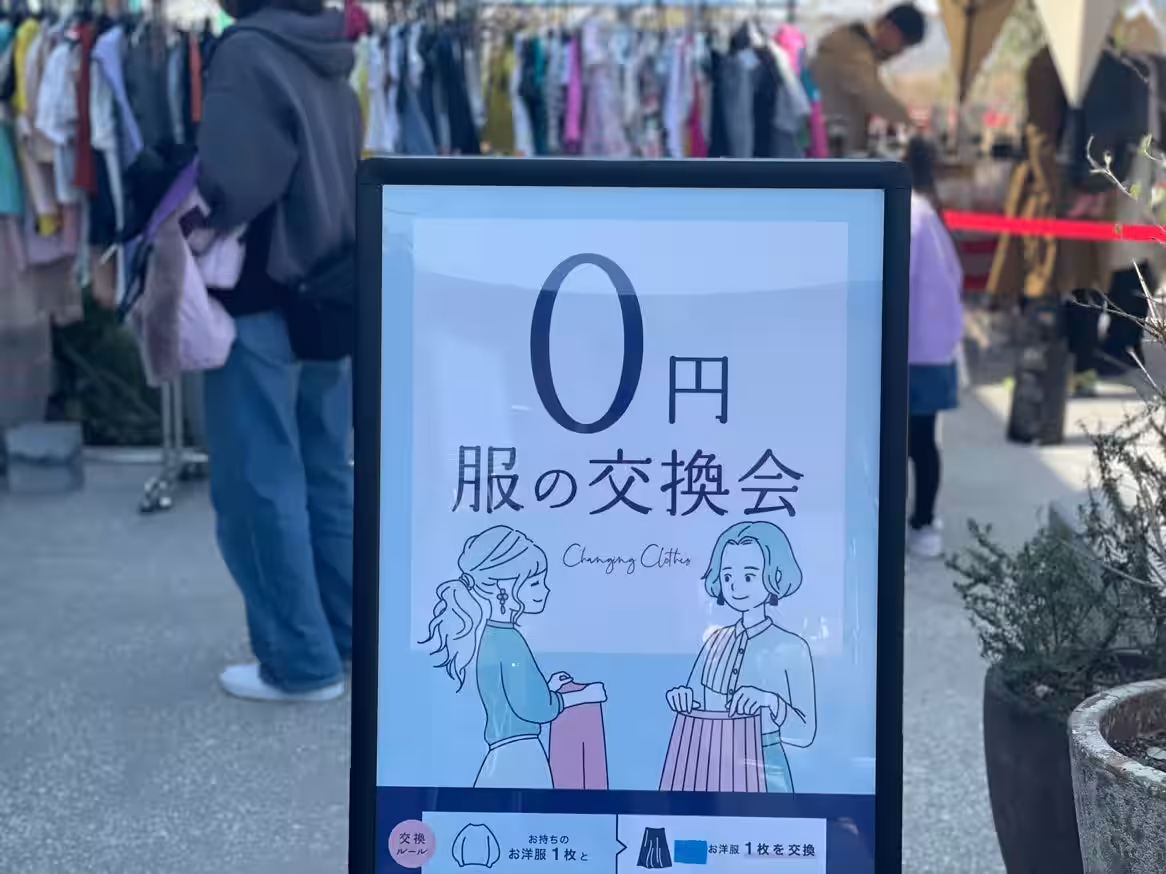 0円
服の交換会
Changing Clothes
交換
ルール
お持ちの
お洋服1枚と
お洋服 1枚を交換